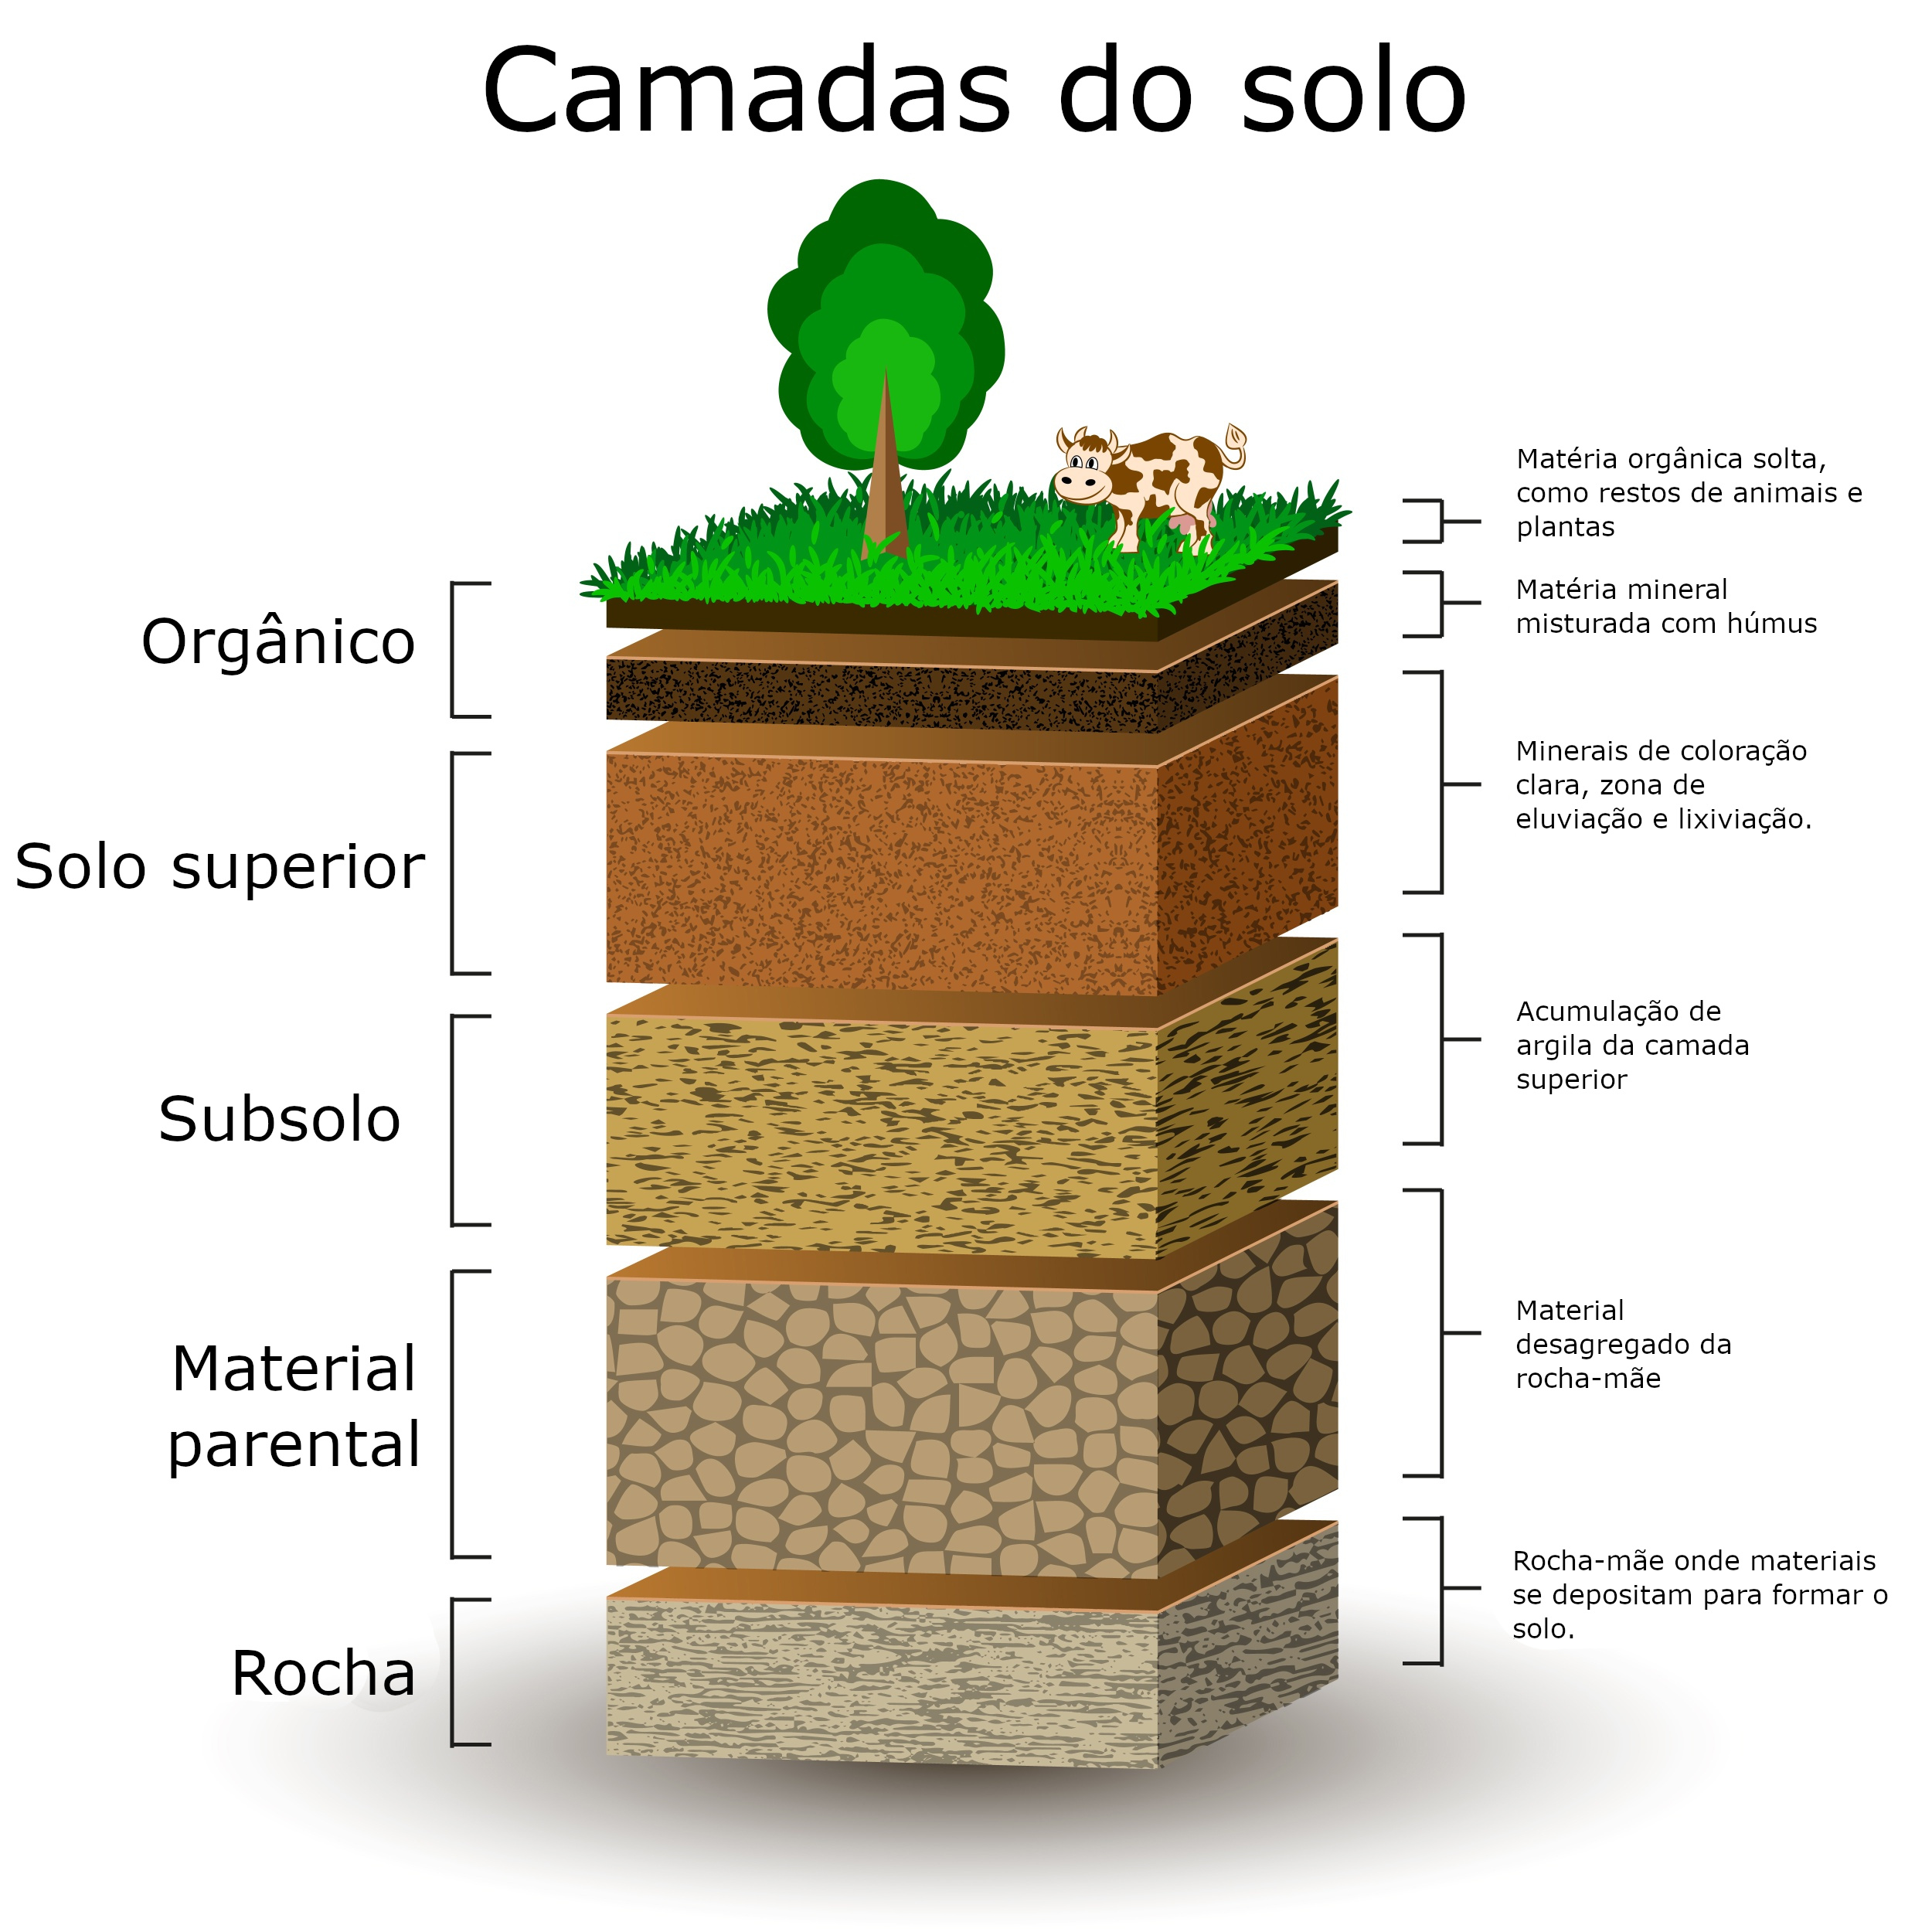 Camadas do solo
Matéria orgânica solta,
como restos de animais e
plantas
Orgânico
Matéria mineral
misturada com húmus
Solo superior
Minerais de coloração
clara, zona de
eluviação e lixiviação.
Subsolo
Acumulação de
argila da camada
superior
Material
parental
Material
desagregado da
rocha-mãe
Rocha
Rocha-mãe onde materiais
se depositam para formar o
solo.